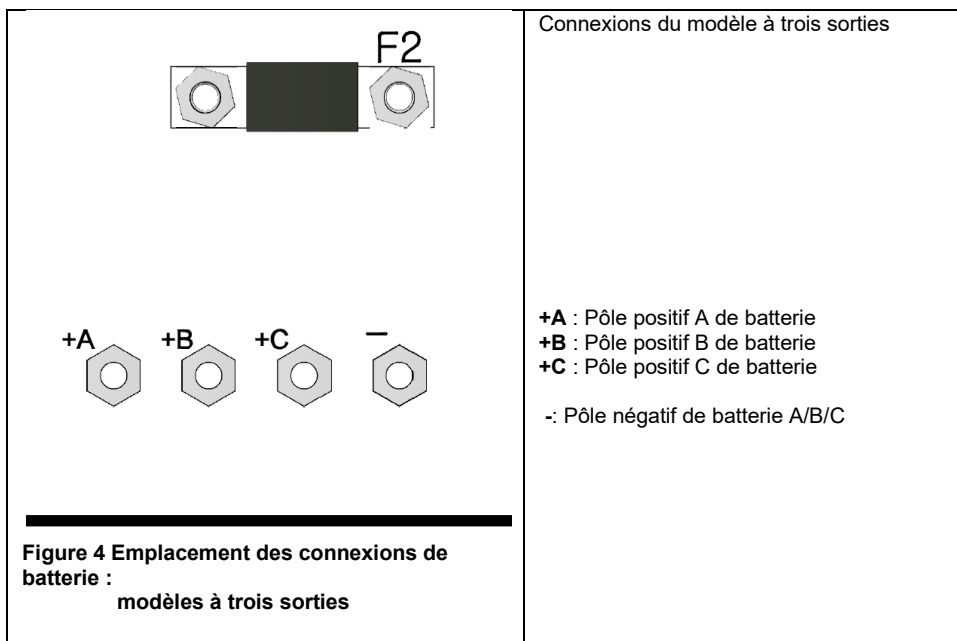 F2
+A
+B
+C
−
Figure 4 Emplacement des connexions de
batterie :
modèles à trois sorties
Connexions du modèle à trois sorties
+A : Pôle positif A de batterie
+B : Pôle positif B de batterie
+C : Pôle positif C de batterie
-: Pôle négatif de batterie A/B/C